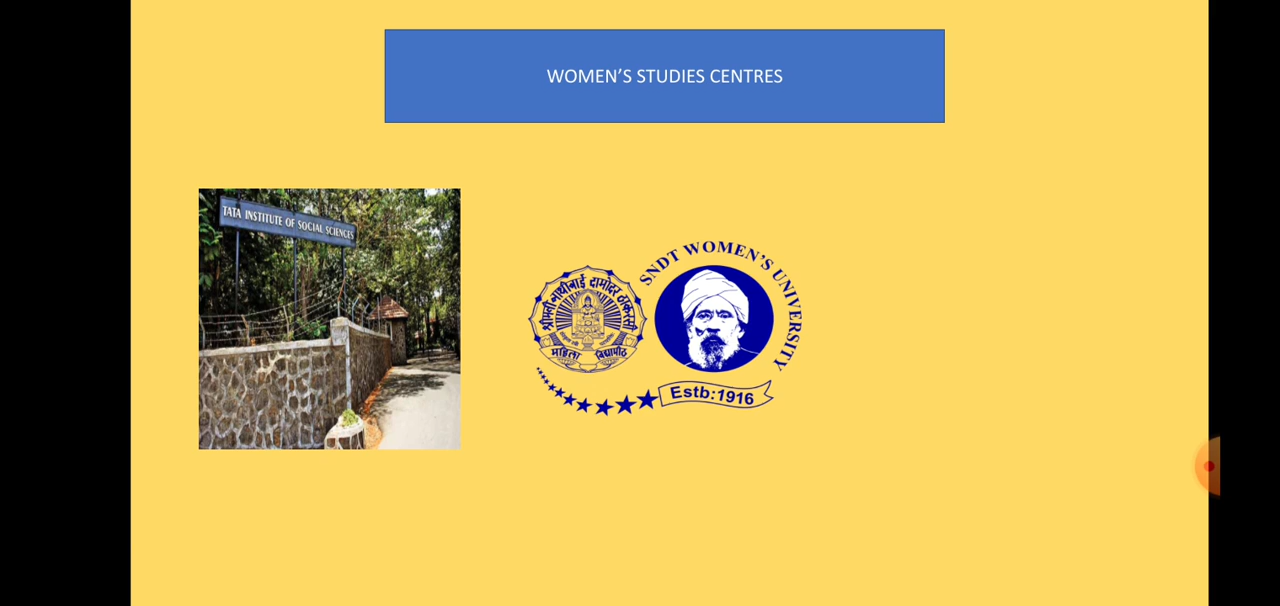 WOMEN'S STUDIES CENTRES
TATA INSTITUTE OF SOCIAL SCIENCES
SNDT WOMEN'S UNIVERSITY
श्रीमती नाथीबाई दामोदर ठाकरसी
महिला विद्यापीठ
Estb:1916